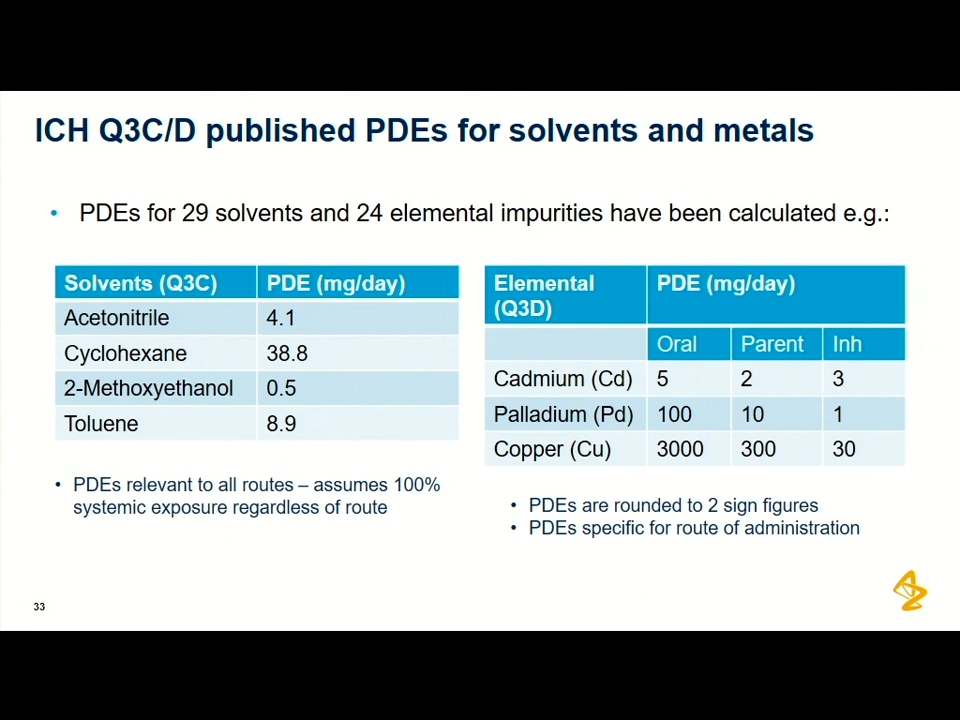 ICH Q3C/D published PDEs for solvents and metals
• PDEs for 29 solvents and 24 elemental impurities have been calculated e.g.:
Solvents (Q3C) PDE (mg/day)
Acetonitrile 4.1
Cyclohexane 38.8
2-Methoxyethanol 0.5
Toluene 8.9
• PDEs relevant to all routes – assumes 100%
systemic exposure regardless of route
Elemental
(Q3D) PDE (mg/day)
Oral Parent Inh
Cadmium (Cd) 5 2 3
Palladium (Pd) 100 10 1
Copper (Cu) 3000 300 30
• PDEs are rounded to 2 sign figures
• PDEs specific for route of administration
33